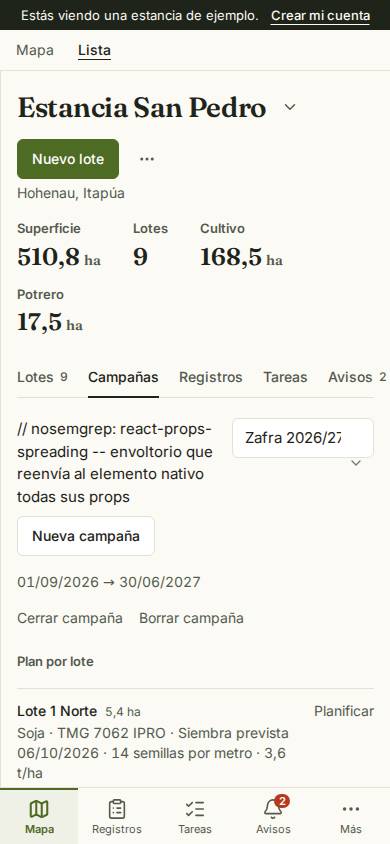 Estás viendo una estancia de ejemplo. Crear mi cuenta
Mapa Lista
Estancia San Pedro
Nuevo lote
Hohenau, Itapúa
Superficie Lotes Cultivo
510,8 ha 9 168,5 ha
Potrero
17,5 ha
Lotes 9 Campañas Registros Tareas Avisos 2
// nosemgrep: react-props-
spreading -- envoltorio que
reenvía al elemento nativo
todas sus props
Zafra 2026/27
Nueva campaña
01/09/2026 → 30/06/2027
Cerrar campaña Borrar campaña
Plan por lote
Lote 1 Norte 5,4 ha Planificar
Soja · TMG 7062 IPRO · Siembra prevista
06/10/2026 · 14 semillas por metro · 3,6
t/ha
2
Mapa Registros Tareas Avisos Más